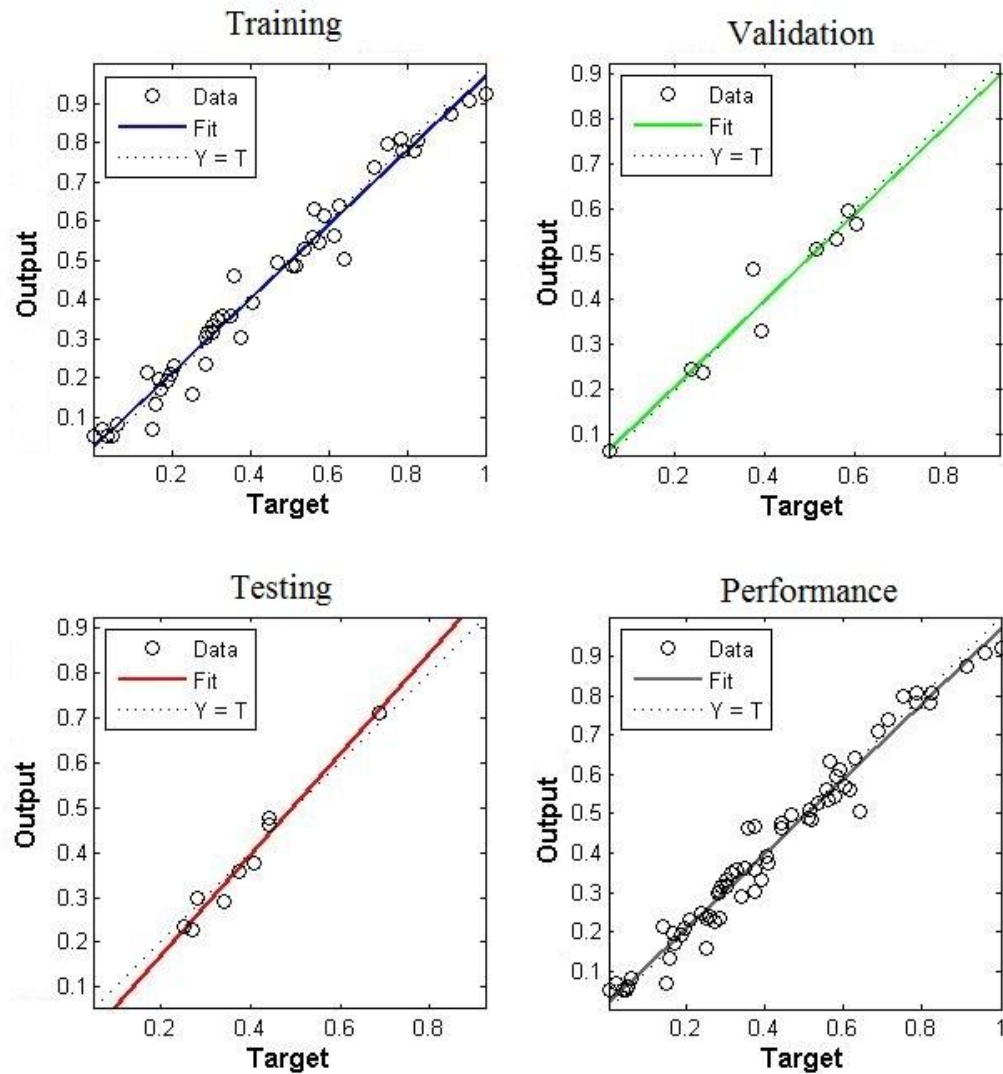 Training
Data
Fit
Y = T
Output
0.9
0.8
0.7
0.6
0.5
0.4
0.3
0.2
0.1
0.2
0.4
0.6
0.8
1
Target
Validation
Data
Fit
Y = T
Output
0.9
0.8
0.7
0.6
0.5
0.4
0.3
0.2
0.1
0.2
0.4
0.6
0.8
Target
Testing
Data
Fit
Y = T
Output
0.9
0.8
0.7
0.6
0.5
0.4
0.3
0.2
0.1
0.2
0.4
0.6
0.8
Target
Performance
Data
Fit
Y = T
Output
0.9
0.8
0.7
0.6
0.5
0.4
0.3
0.2
0.1
0.2
0.4
0.6
0.8
1
Target